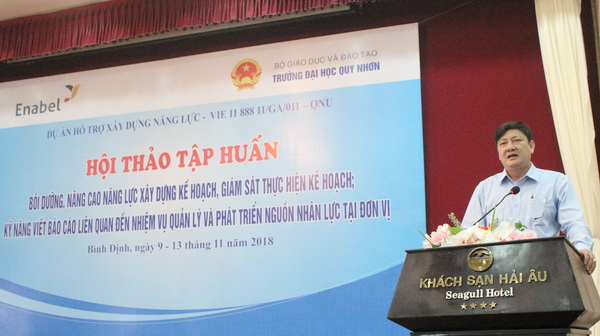 Enabel
BỘ GIÁO DỤC VÀ ĐÀO TẠO
TRƯỜNG ĐẠI HỌC QUY NHƠN
DỰ ÁN HỖ TRỢ XÂY DỰNG NĂNG LỰC - VIE 11 888 11/GA/011 - QNU
HỘI THẢO TẬP HUẤN
BỒI DƯỠNG, NÂNG CAO NĂNG LỰC XÂY DỰNG KẾ HOẠCH, GIÁM SÁT THỰC HIỆN KẾ HOẠCH;
KỸ NĂNG VIẾT BÁO CÁO LIÊN QUAN ĐẾN NHIỆM VỤ QUẢN LÝ VÀ PHÁT TRIỂN NGUỒN NHÂN LỰC TẠI ĐƠN VỊ
Bình Định, ngày 9 - 13 tháng 11 năm 2018
KHÁCH SẠN HẢI ÂU
Seagull Hotel